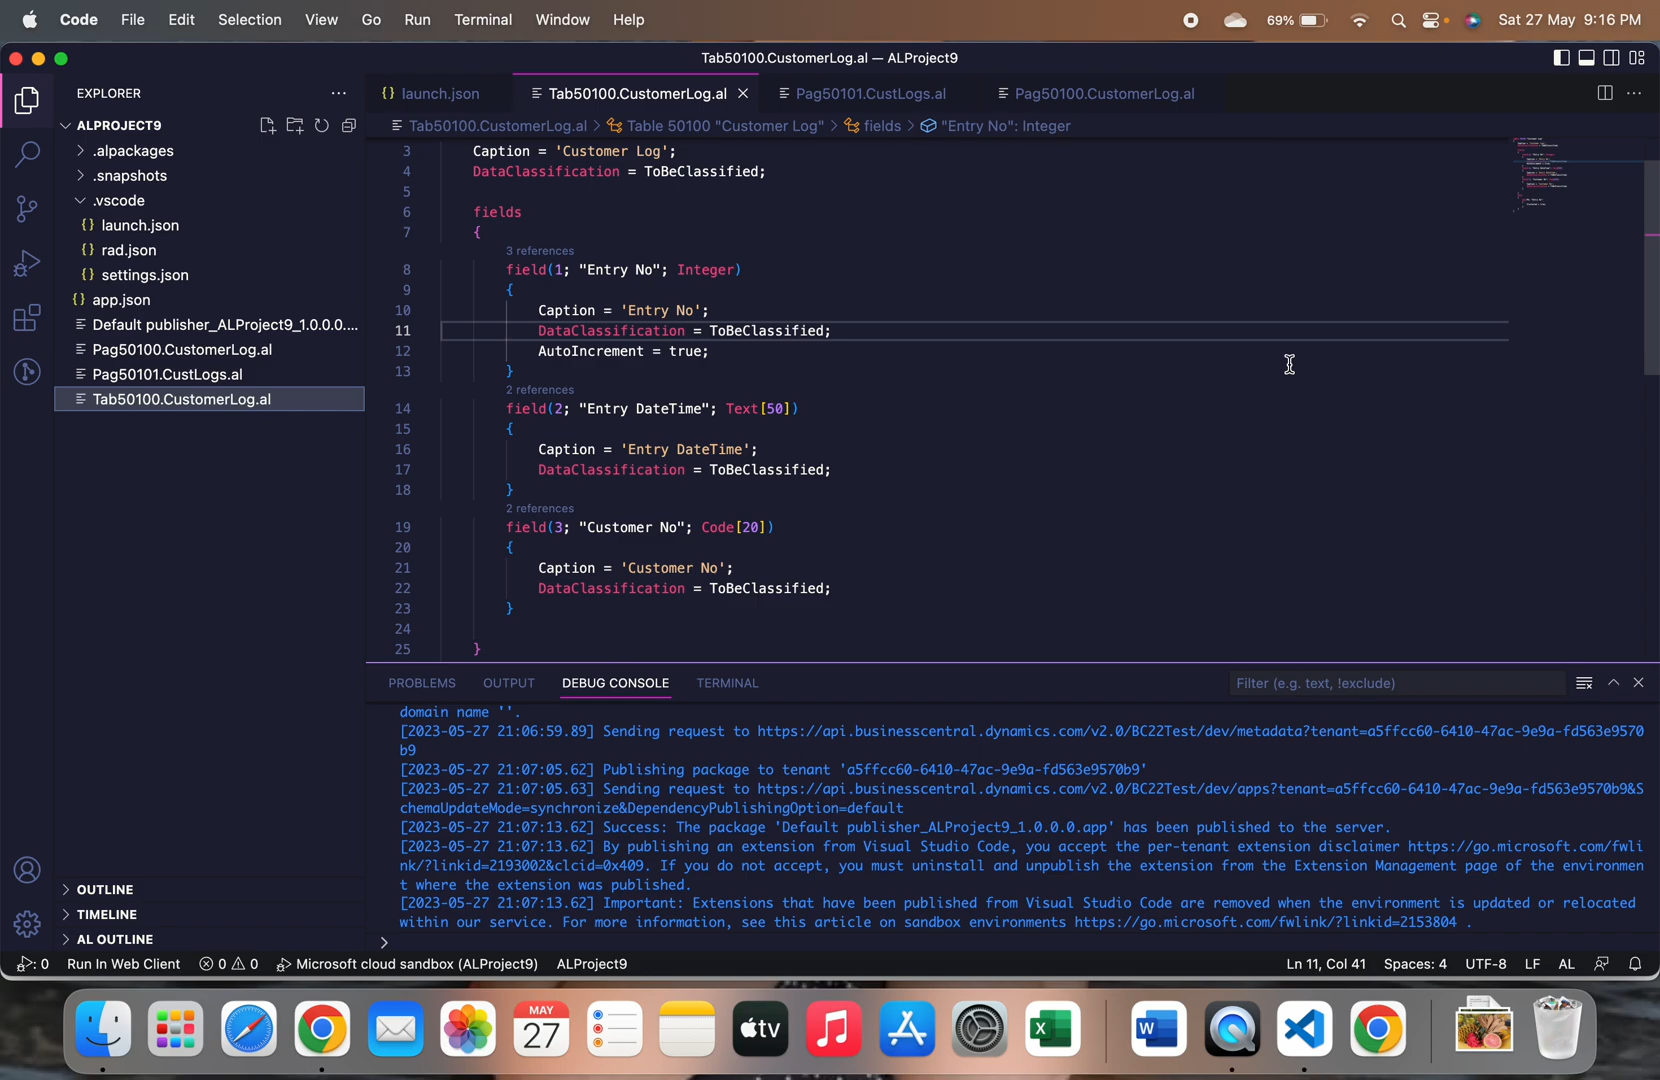 Code File Edit Selection View Go Run Terminal Window Help 69% Sat 27 May 9:16 PM
Tab50100.CustomerLog.al — ALProject9
EXPLORER ···
{} launch.json
Tab50100.CustomerLog.al
Pag50101.CustLogs.al
Pag50100.CustomerLog.al
ALPROJECT9
Tab50100.CustomerLog.al > Table 50100 "Customer Log" > fields > "Entry No": Integer
.alpackages
.snapshots
.vscode
{} launch.json
{} rad.json
{} settings.json
{} app.json
Default publisher_ALProject9_1.0.0.0....
Pag50100.CustomerLog.al
Pag50101.CustLogs.al
Tab50100.CustomerLog.al
OUTLINE
TIMELINE
AL OUTLINE
3 Caption = 'Customer Log';
4 DataClassification = ToBeClassified;
5
6 fields
7 {
3 references
8 field(1; "Entry No"; Integer)
9 {
10 Caption = 'Entry No';
11 DataClassification = ToBeClassified;
12 AutoIncrement = true;
13 }
2 references
14 field(2; "Entry DateTime"; Text[50])
15 {
16 Caption = 'Entry DateTime';
17 DataClassification = ToBeClassified;
18 }
2 references
19 field(3; "Customer No"; Code[20])
20 {
21 Caption = 'Customer No';
22 DataClassification = ToBeClassified;
23 }
24
25 }
PROBLEMS OUTPUT DEBUG CONSOLE TERMINAL Filter (e.g. text, !exclude)
domain name ''.
[2023-05-27 21:06:59.89] Sending request to https://api.businesscentral.dynamics.com/v2.0/BC22Test/dev/metadata?tenant=a5ffcc60-6410-47ac-9e9a-fd563e9570
b9
[2023-05-27 21:07:05.62] Publishing package to tenant 'a5ffcc60-6410-47ac-9e9a-fd563e9570b9'
[2023-05-27 21:07:05.63] Sending request to https://api.businesscentral.dynamics.com/v2.0/BC22Test/dev/apps?tenant=a5ffcc60-6410-47ac-9e9a-fd563e9570b9&S
chemaUpdateMode=synchronize&DependencyPublishingOption=default
[2023-05-27 21:07:13.62] Success: The package 'Default publisher_ALProject9_1.0.0.0.app' has been published to the server.
[2023-05-27 21:07:13.62] By publishing an extension from Visual Studio Code, you accept the per-tenant extension disclaimer https://go.microsoft.com/fwli
nk/?linkid=2193002&clcid=0x409. If you do not accept, you must uninstall and unpublish the extension from the Extension Management page of the environmen
t where the extension was published.
[2023-05-27 21:07:13.62] Important: Extensions that have been published from Visual Studio Code are removed when the environment is updated or relocated
within our service. For more information, see this article on sandbox environments https://go.microsoft.com/fwlink/?linkid=2153804 .
>
: 0 Run In Web Client 0 0 Microsoft cloud sandbox (ALProject9) ALProject9 Ln 11, Col 41 Spaces: 4 UTF-8 LF AL
MAY
27
tv
X
W